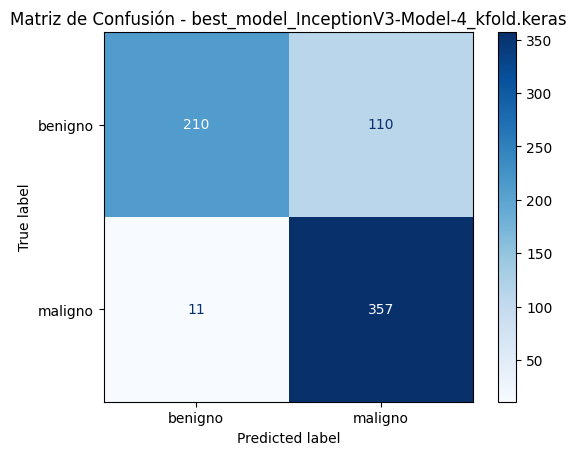 Matriz de Confusión - best_model_InceptionV3-Model-4_kfold.keras
True label
benigno
210
110
maligno
11
357
benigno
maligno
Predicted label
350
300
250
200
150
100
50